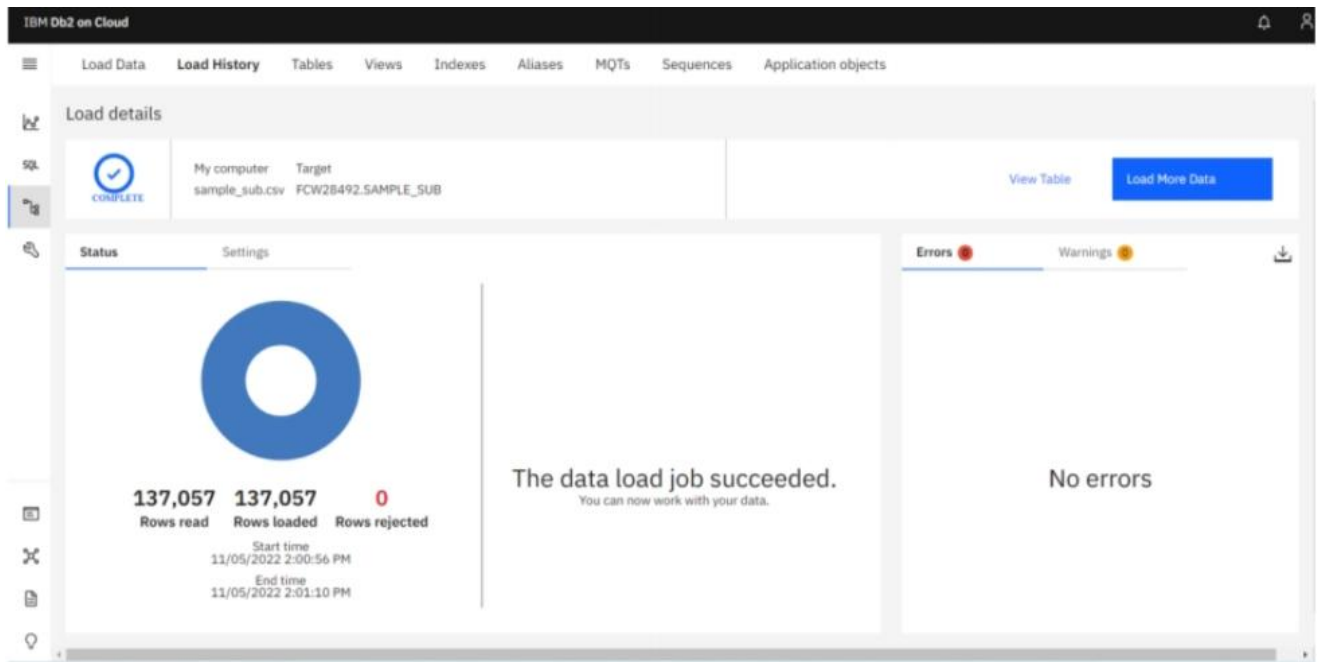 IBM Db2 on Cloud
Load Data Load History Tables Views Indexes Aliases MQTs Sequences Application objects
Load details
SQL
COMPLETE
My computer Target
sample_sub.csv FCW28492.SAMPLE_SUB
View Table
Load More Data
Status Settings
Errors 0 Warnings 0
137,057 137,057 0
Rows read Rows loaded Rows rejected
Start time
11/05/2022 2:00:56 PM
End time
11/05/2022 2:01:10 PM
The data load job succeeded.
You can now work with your data.
No errors